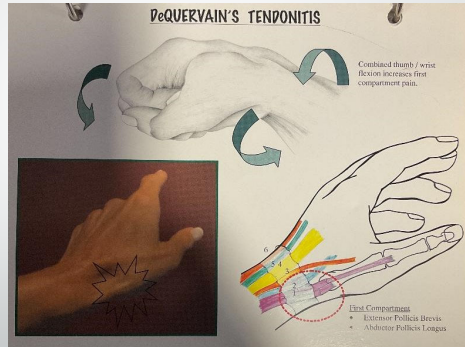 DeQUERVAIN'S TENDONITIS
Combined thumb / wrist
flexion increases first
compartment pain.
6
5 4
3
2
1
First Compartment
• Extensor Pollicis Brevis
• Abductor Pollicis Longus